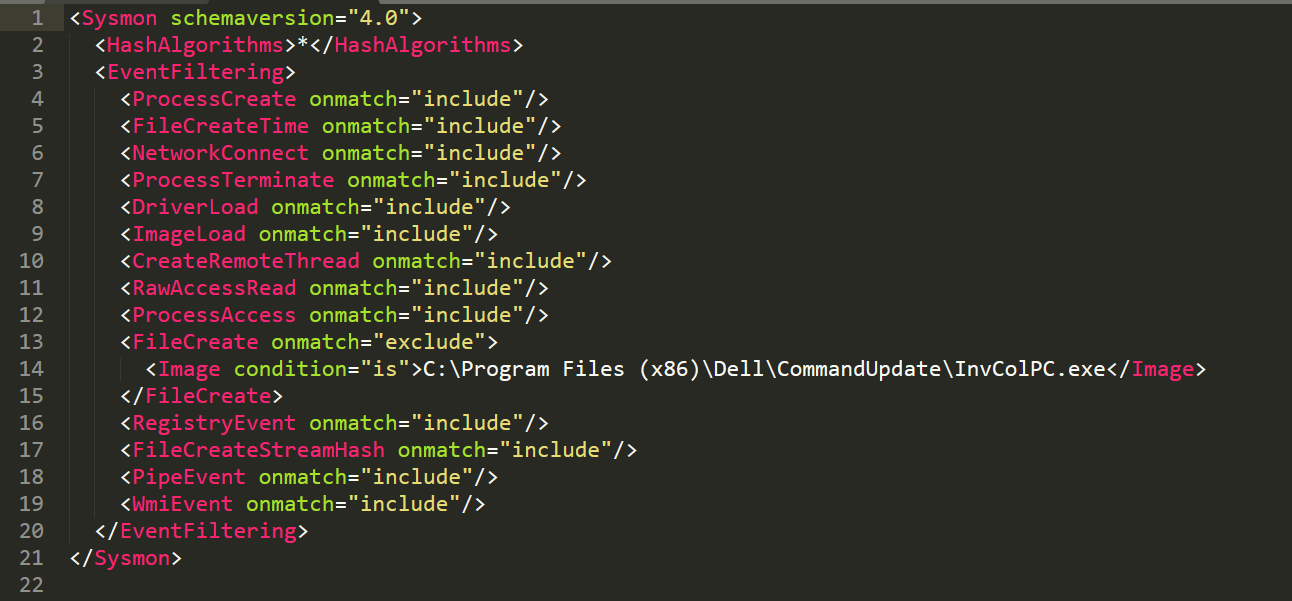 1 <Sysmon schemaversion="4.0">
2   <HashAlgorithms>*</HashAlgorithms>
3   <EventFiltering>
4     <ProcessCreate onmatch="include"/>
5     <FileCreateTime onmatch="include"/>
6     <NetworkConnect onmatch="include"/>
7     <ProcessTerminate onmatch="include"/>
8     <DriverLoad onmatch="include"/>
9     <ImageLoad onmatch="include"/>
10     <CreateRemoteThread onmatch="include"/>
11     <RawAccessRead onmatch="include"/>
12     <ProcessAccess onmatch="include"/>
13     <FileCreate onmatch="exclude">
14       <Image condition="is">C:\Program Files (x86)\Dell\CommandUpdate\InvColPC.exe</Image>
15     </FileCreate>
16     <RegistryEvent onmatch="include"/>
17     <FileCreateStreamHash onmatch="include"/>
18     <PipeEvent onmatch="include"/>
19     <WmiEvent onmatch="include"/>
20   </EventFiltering>
21 </Sysmon>
22